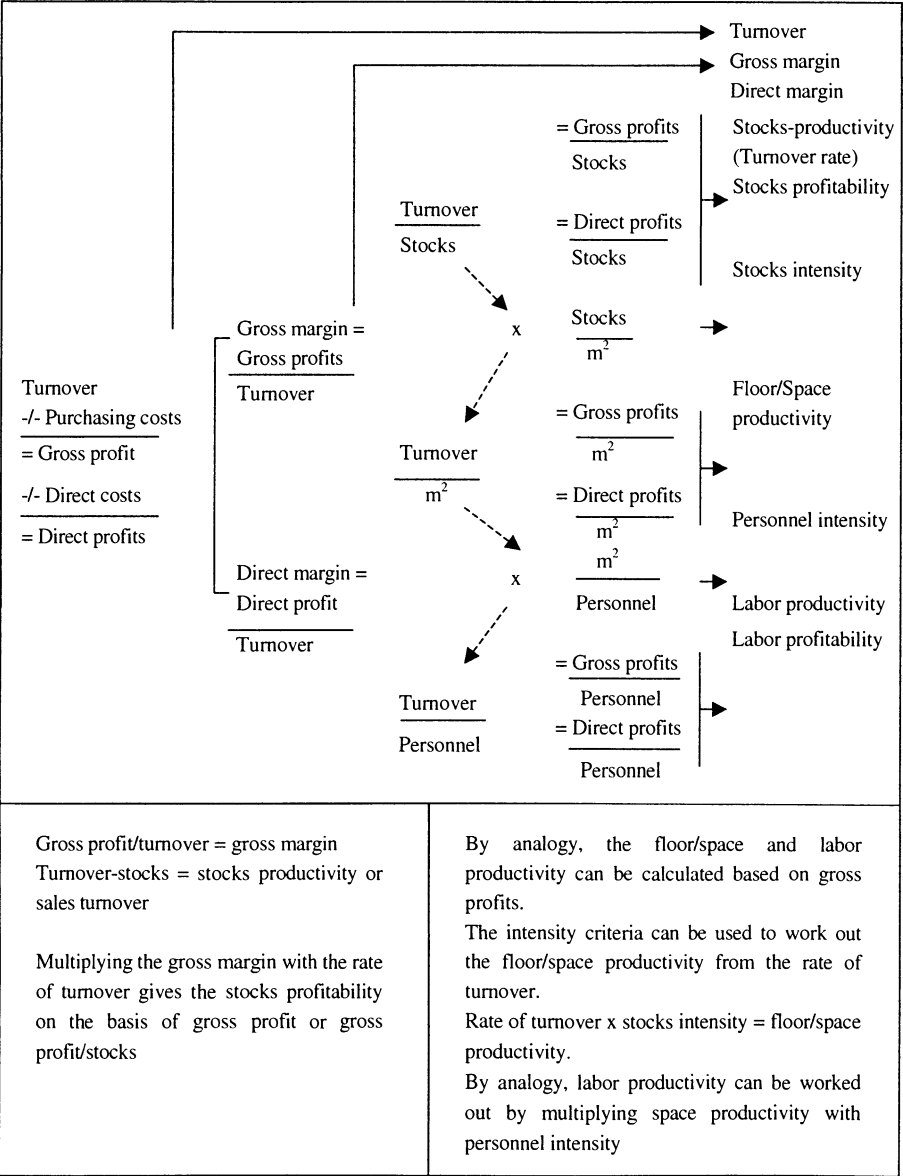 Turnover
Gross margin
Direct margin
= Gross profits
Stocks
Stocks-productivity
(Turnover rate)
Stocks profitability
Turnover
Stocks
= Direct profits
Stocks
Stocks intensity
Gross margin =
Gross profits
Turnover
x
Stocks
m²
Turnover
-/- Purchasing costs
= Gross profit
-/- Direct costs
= Direct profits
Floor/Space
productivity
= Gross profits
m²
Turnover
m²
= Direct profits
m²
Personnel intensity
Direct margin =
Direct profit
Turnover
x
m²
Personnel
Labor productivity
Labor profitability
= Gross profits
Personnel
Turnover
Personnel
= Direct profits
Personnel
Gross profit/turnover = gross margin
Turnover-stocks = stocks productivity or
sales turnover
Multiplying the gross margin with the rate
of turnover gives the stocks profitability
on the basis of gross profit or gross
profit/stocks
By analogy, the floor/space and labor
productivity can be calculated based on gross
profits.
The intensity criteria can be used to work out
the floor/space productivity from the rate of
turnover.
Rate of turnover x stocks intensity = floor/space
productivity.
By analogy, labor productivity can be worked
out by multiplying space productivity with
personnel intensity